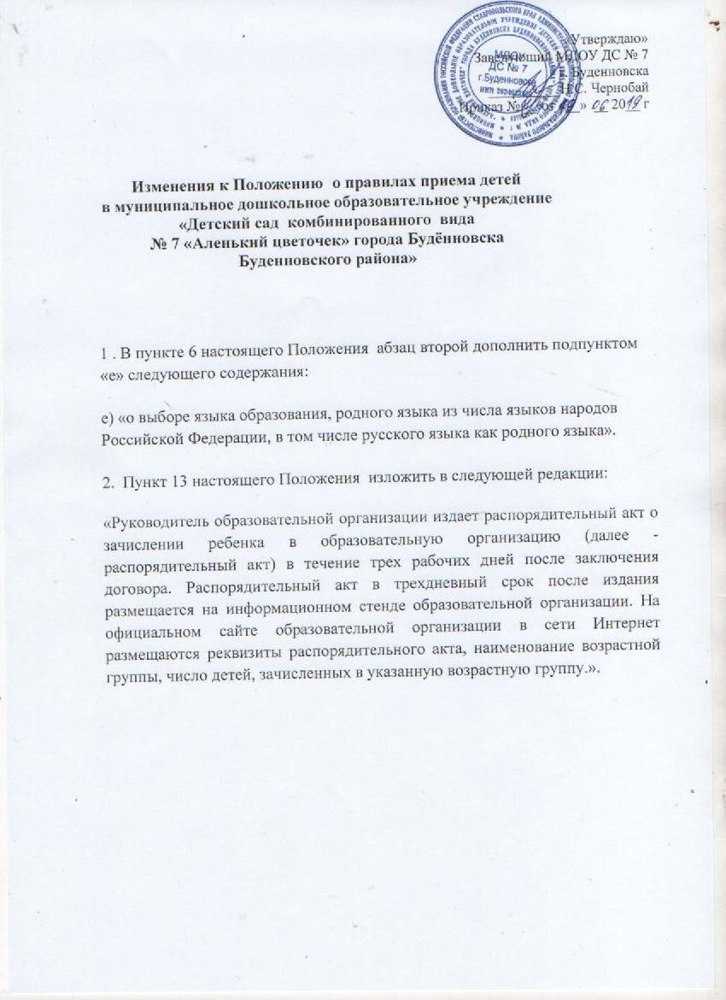 «Утверждаю»
Заведующий МДОУ ДС № 7
г. Буденновска
Н.С. Чернобай
Приказ № от » 06 2019 г
МДОУ
ДС № 7
г.Буденновска
Изменения к Положению о правилах приема детей
в муниципальное дошкольное образовательное учреждение
«Детский сад комбинированного вида
№ 7 «Аленький цветочек» города Будённовска
Буденновского района»
1 . В пункте 6 настоящего Положения абзац второй дополнить подпунктом
«е» следующего содержания:
е) «о выборе языка образования, родного языка из числа языков народов
Российской Федерации, в том числе русского языка как родного языка».
2. Пункт 13 настоящего Положения изложить в следующей редакции:
«Руководитель образовательной организации издает распорядительный акт о
зачислении ребенка в образовательную организацию (далее -
распорядительный акт) в течение трех рабочих дней после заключения
договора. Распорядительный акт в трехдневный срок после издания
размещается на информационном стенде образовательной организации. На
официальном сайте образовательной организации в сети Интернет
размещаются реквизиты распорядительного акта, наименование возрастной
группы, число детей, зачисленных в указанную возрастную группу.».